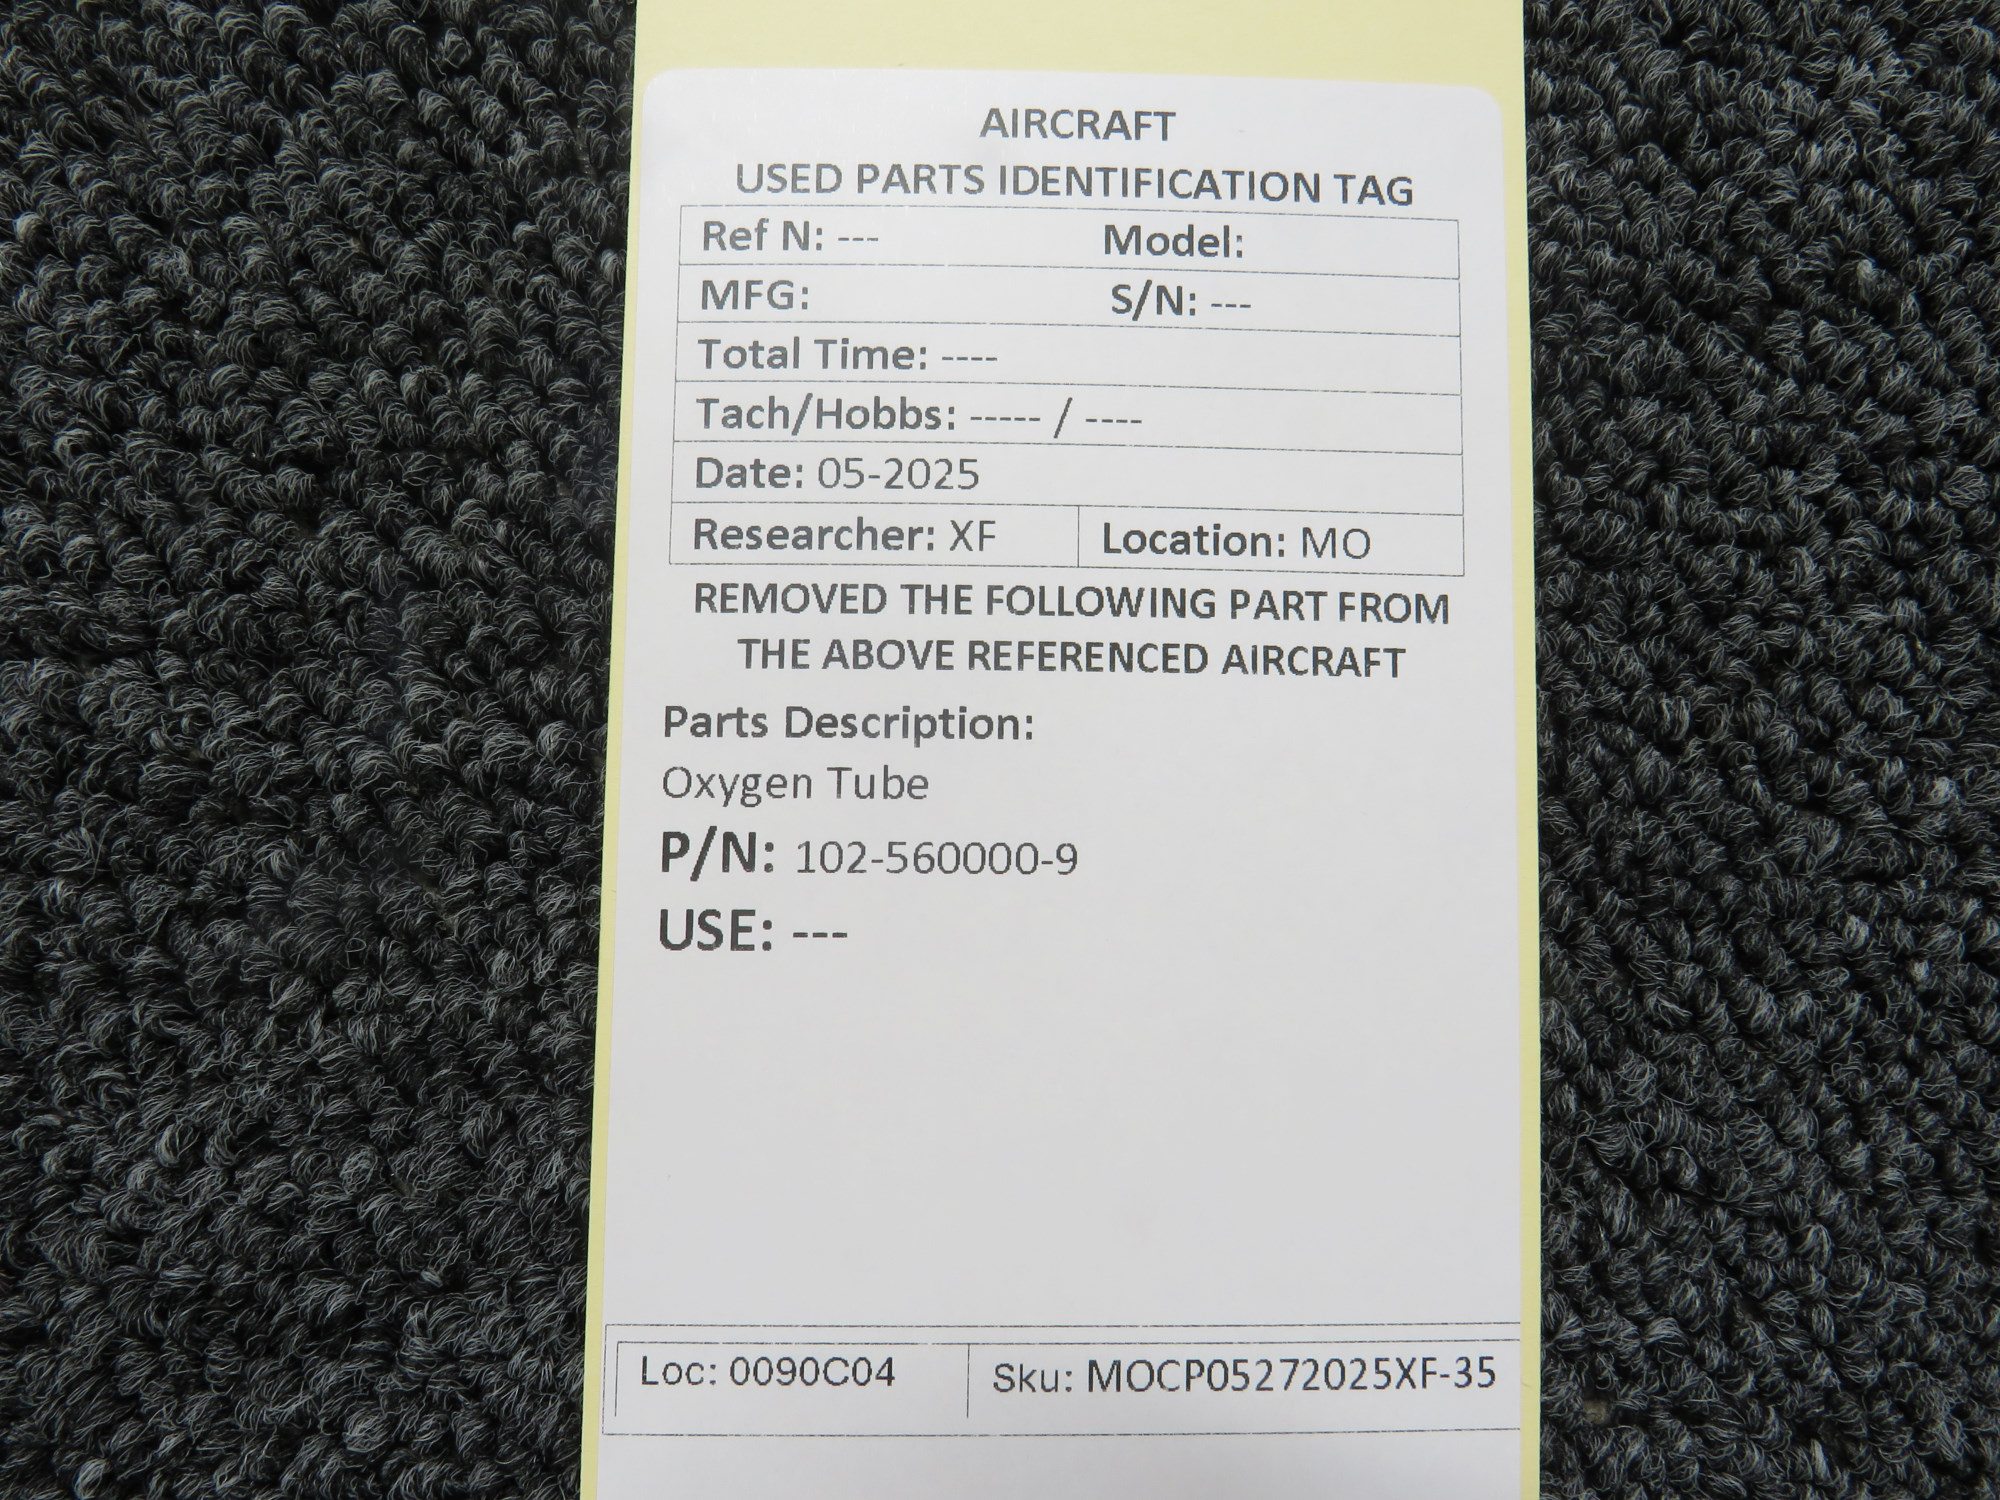 AIRCRAFT
USED PARTS IDENTIFICATION TAG
Ref N: --- Model:
MFG: S/N: ---
Total Time: ----
Tach/Hobbs: ----- / ----
Date: 05-2025
Researcher: XF Location: MO
REMOVED THE FOLLOWING PART FROM
THE ABOVE REFERENCED AIRCRAFT
Parts Description:
Oxygen Tube
P/N: 102-560000-9
USE: ---
Loc: 0090C04 Sku: MOCP05272025XF-35